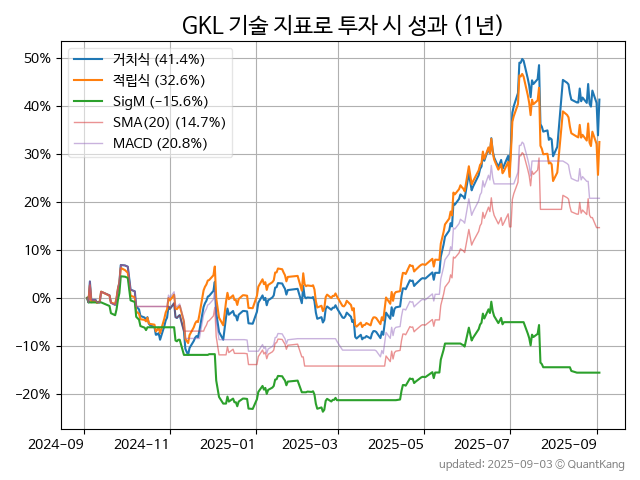 GKL 기술 지표로 투자 시 성과 (1년)
거치식 (41.4%)
적립식 (32.6%)
SigM (−15.6%)
SMA(20) (14.7%)
MACD (20.8%)
50%
40%
30%
20%
10%
0%
−10%
−20%
2024-09 2024-11 2025-01 2025-03 2025-05 2025-07 2025-09
updated: 2025-09-03 ⓒ QuantKang